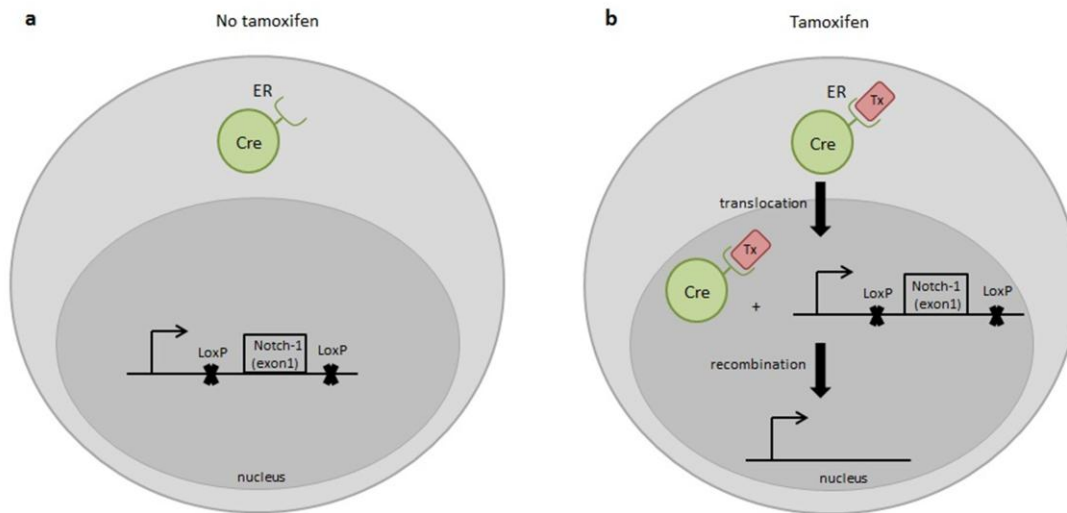 a
No tamoxifen
ER
Cre
LoxP
Notch-1
(exon1)
LoxP
nucleus
b
Tamoxifen
ER
Tx
Cre
translocation
Tx
Cre
+
LoxP
Notch-1
(exon1)
LoxP
recombination
nucleus